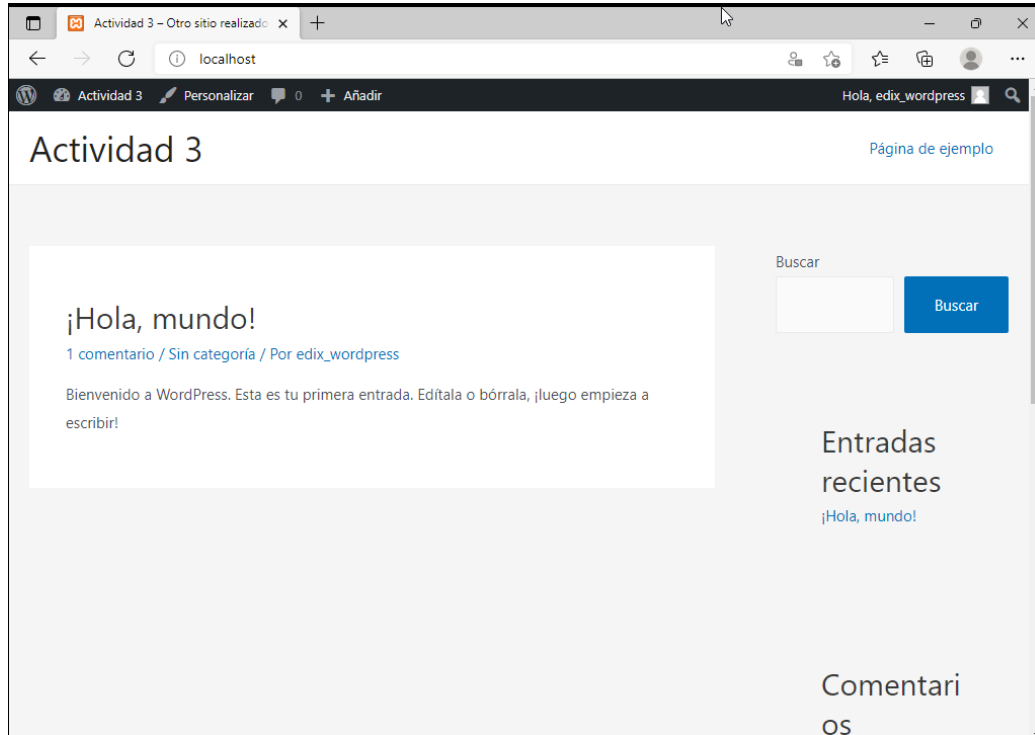 Actividad 3 – Otro sitio realizado
localhost
Actividad 3 Personalizar 0 Añadir Hola, edix_wordpress
Actividad 3 Página de ejemplo
¡Hola, mundo!
1 comentario / Sin categoría / Por edix_wordpress
Bienvenido a WordPress. Esta es tu primera entrada. Edítala o bórrala, ¡luego empieza a
escribir!
Buscar
Buscar
Entradas
recientes
¡Hola, mundo!
Comentari
os